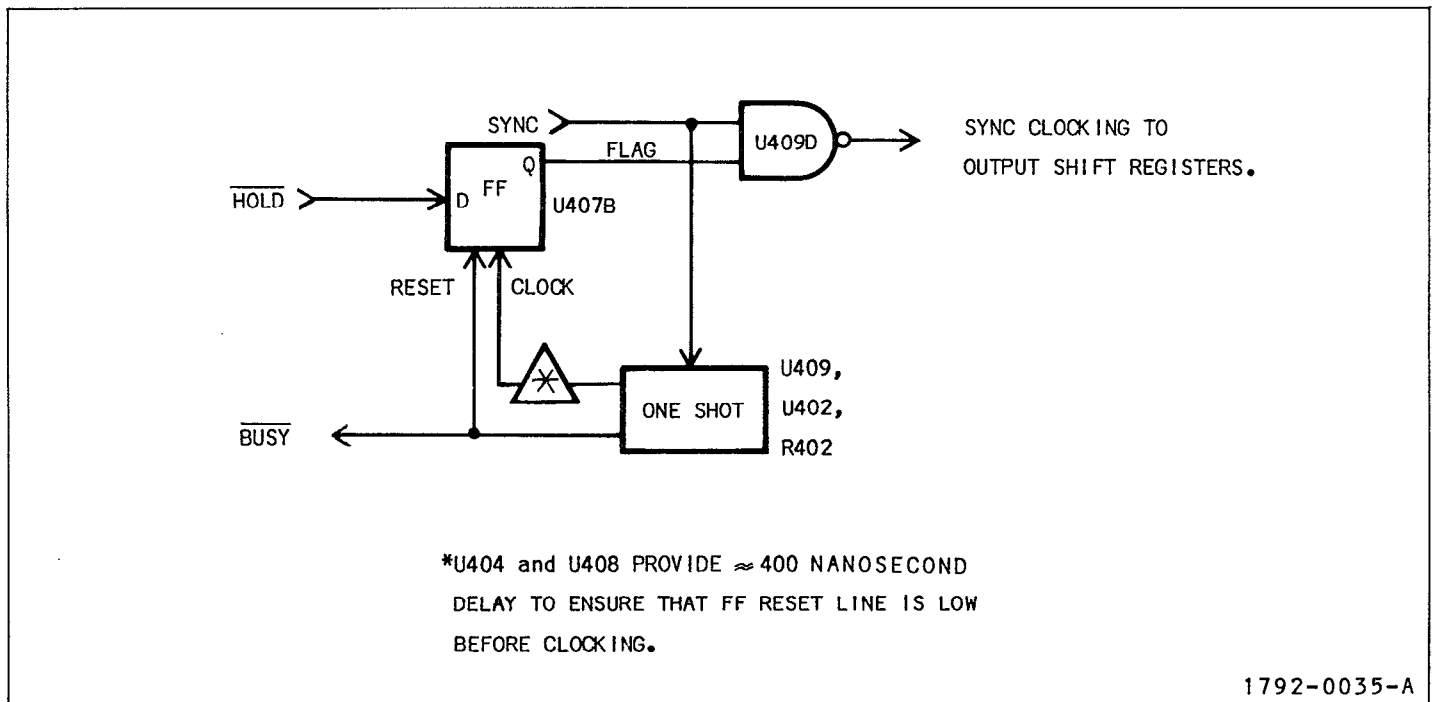 SYNC
U409D
SYNC CLOCKING TO
OUTPUT SHIFT REGISTERS.
FLAG
Q
D
FF
U407B
HOLD
RESET
CLOCK
*
ONE SHOT
U409,
U402,
R402
BUSY
*U404 and U408 PROVIDE ≈ 400 NANOSECOND
DELAY TO ENSURE THAT FF RESET LINE IS LOW
BEFORE CLOCKING.
1792-0035-A